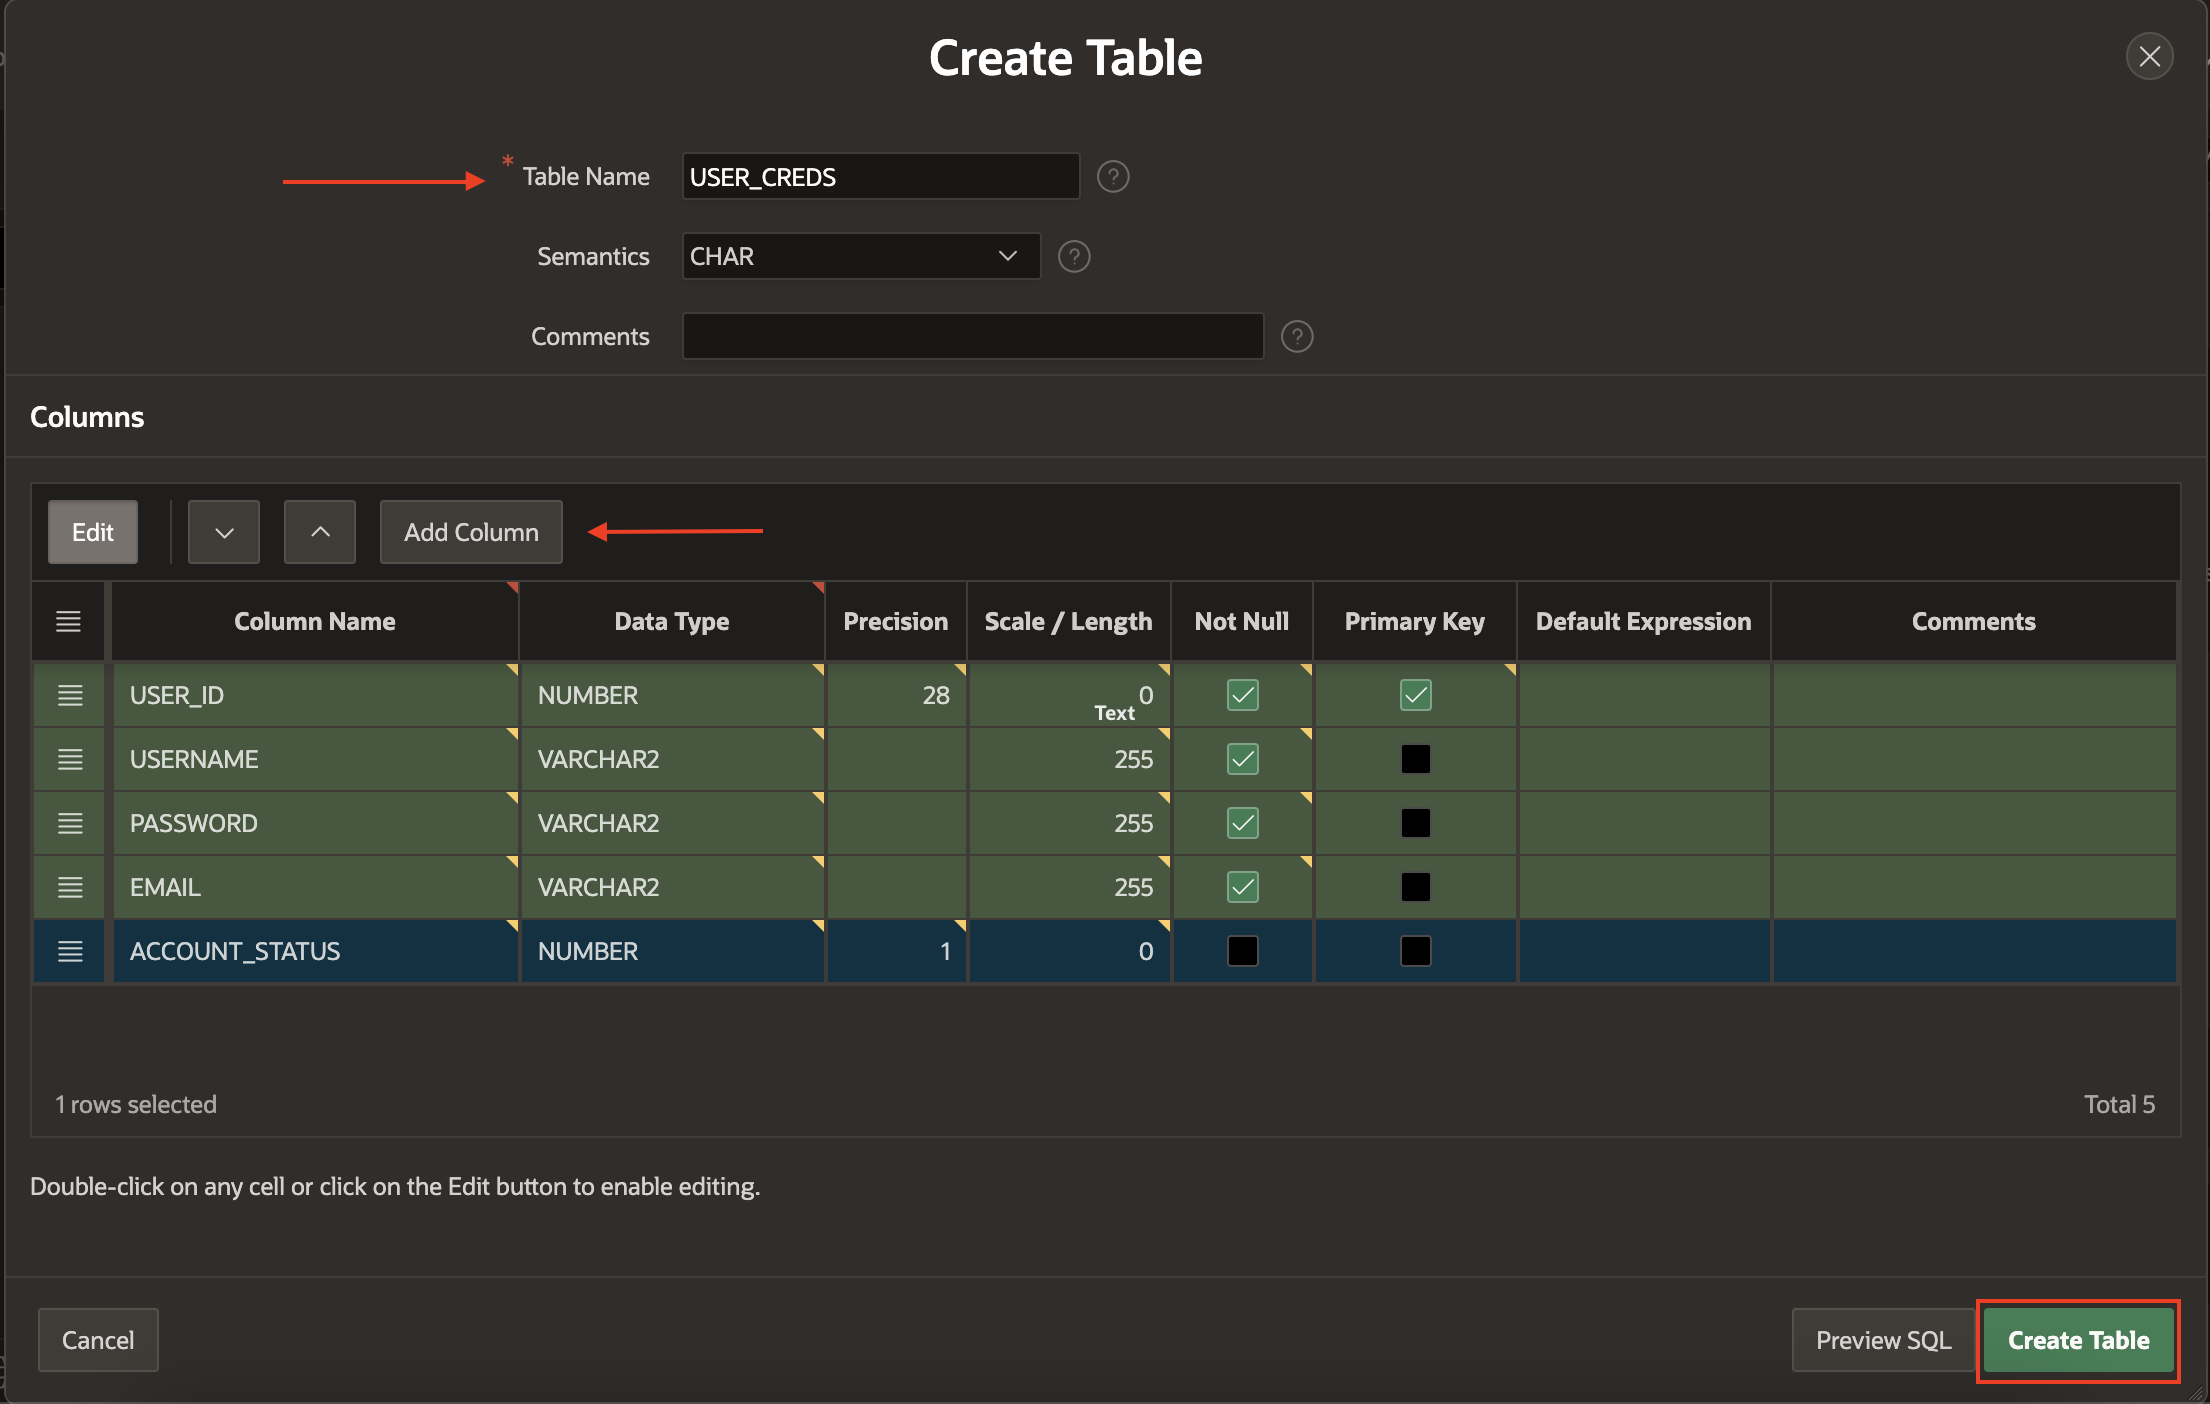 Create Table
* Table Name USER_CREDS ?
Semantics CHAR ?
Comments ?
Columns
Edit Add Column
Column Name Data Type Precision Scale / Length Not Null Primary Key Default Expression Comments
USER_ID NUMBER 28 0
Text
USERNAME VARCHAR2 255
PASSWORD VARCHAR2 255
EMAIL VARCHAR2 255
ACCOUNT_STATUS NUMBER 1 0
1 rows selected Total 5
Double-click on any cell or click on the Edit button to enable editing.
Cancel Preview SQL Create Table